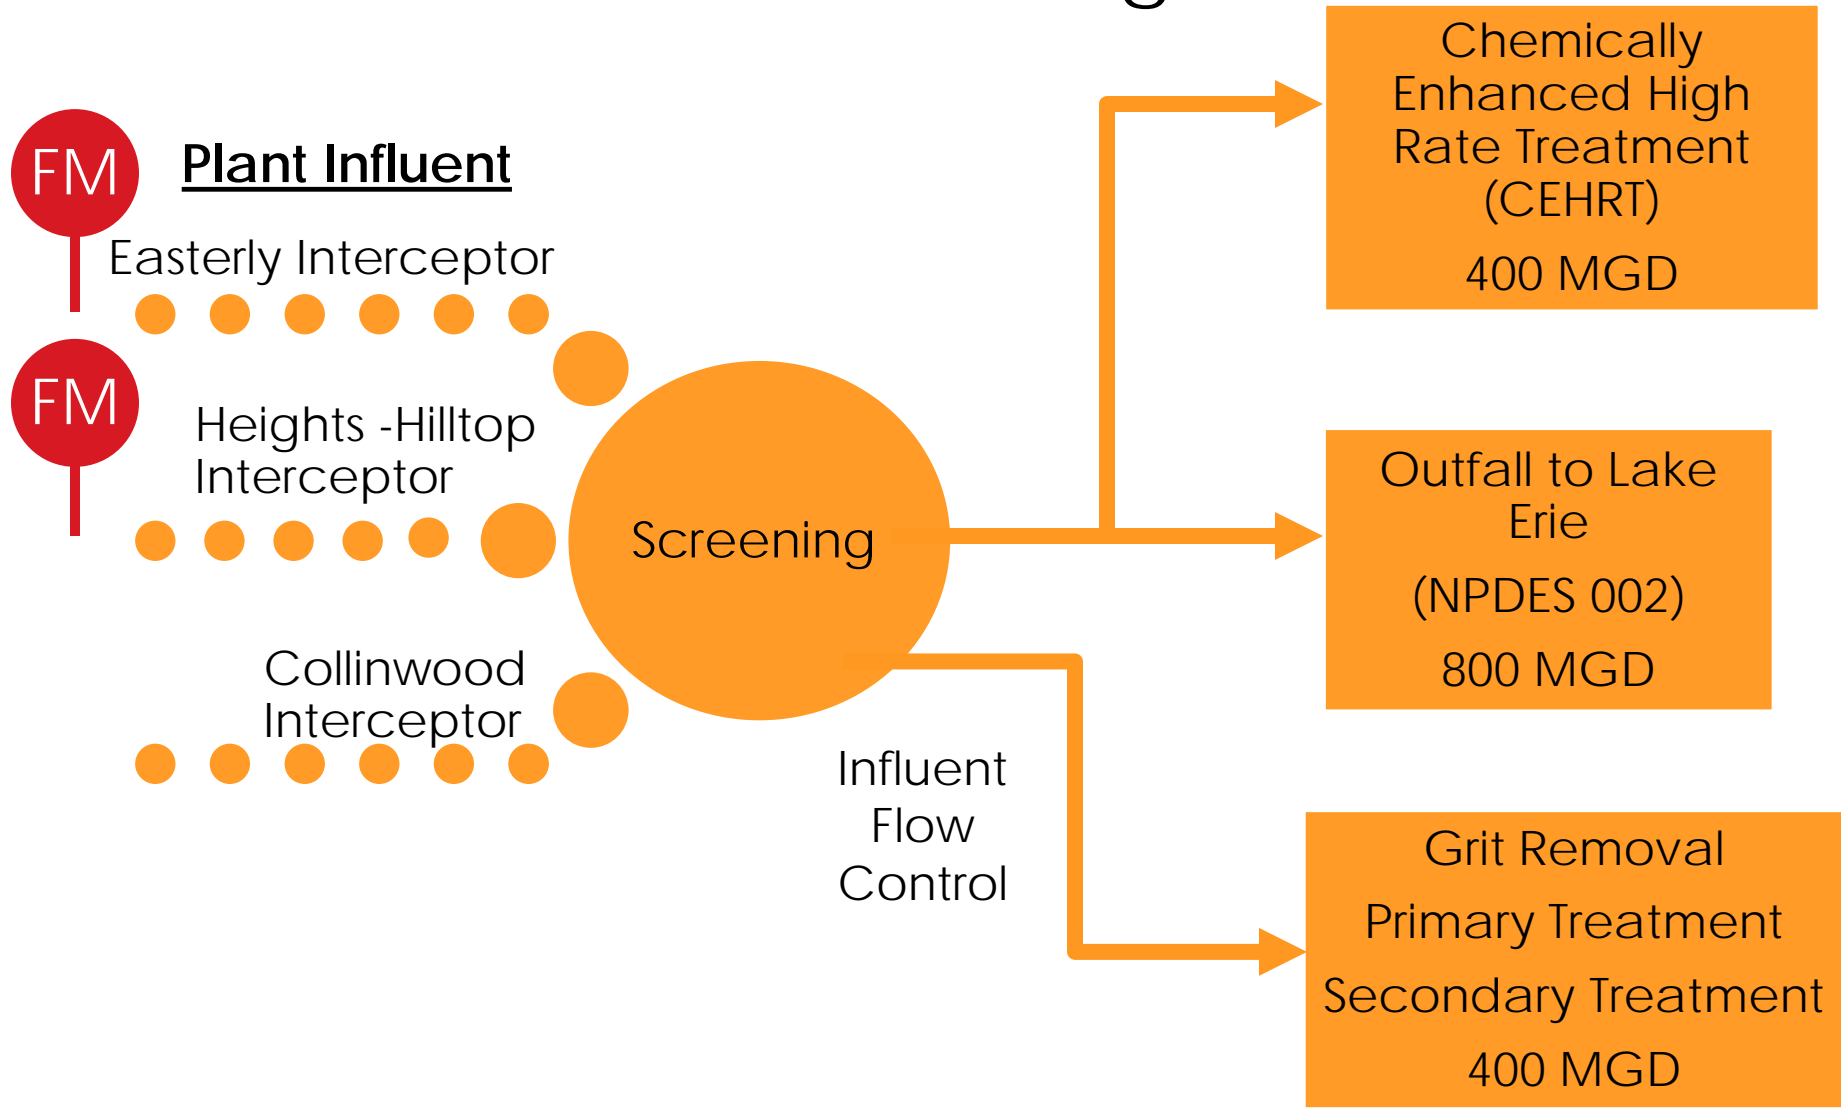 FM
Plant Influent
Easterly Interceptor
FM
Heights -Hilltop
Interceptor
Collinwood
Interceptor
Screening
Influent
Flow
Control
Chemically
Enhanced High
Rate Treatment
(CEHRT)
400 MGD
Outfall to Lake
Erie
(NPDES 002)
800 MGD
Grit Removal
Primary Treatment
Secondary Treatment
400 MGD